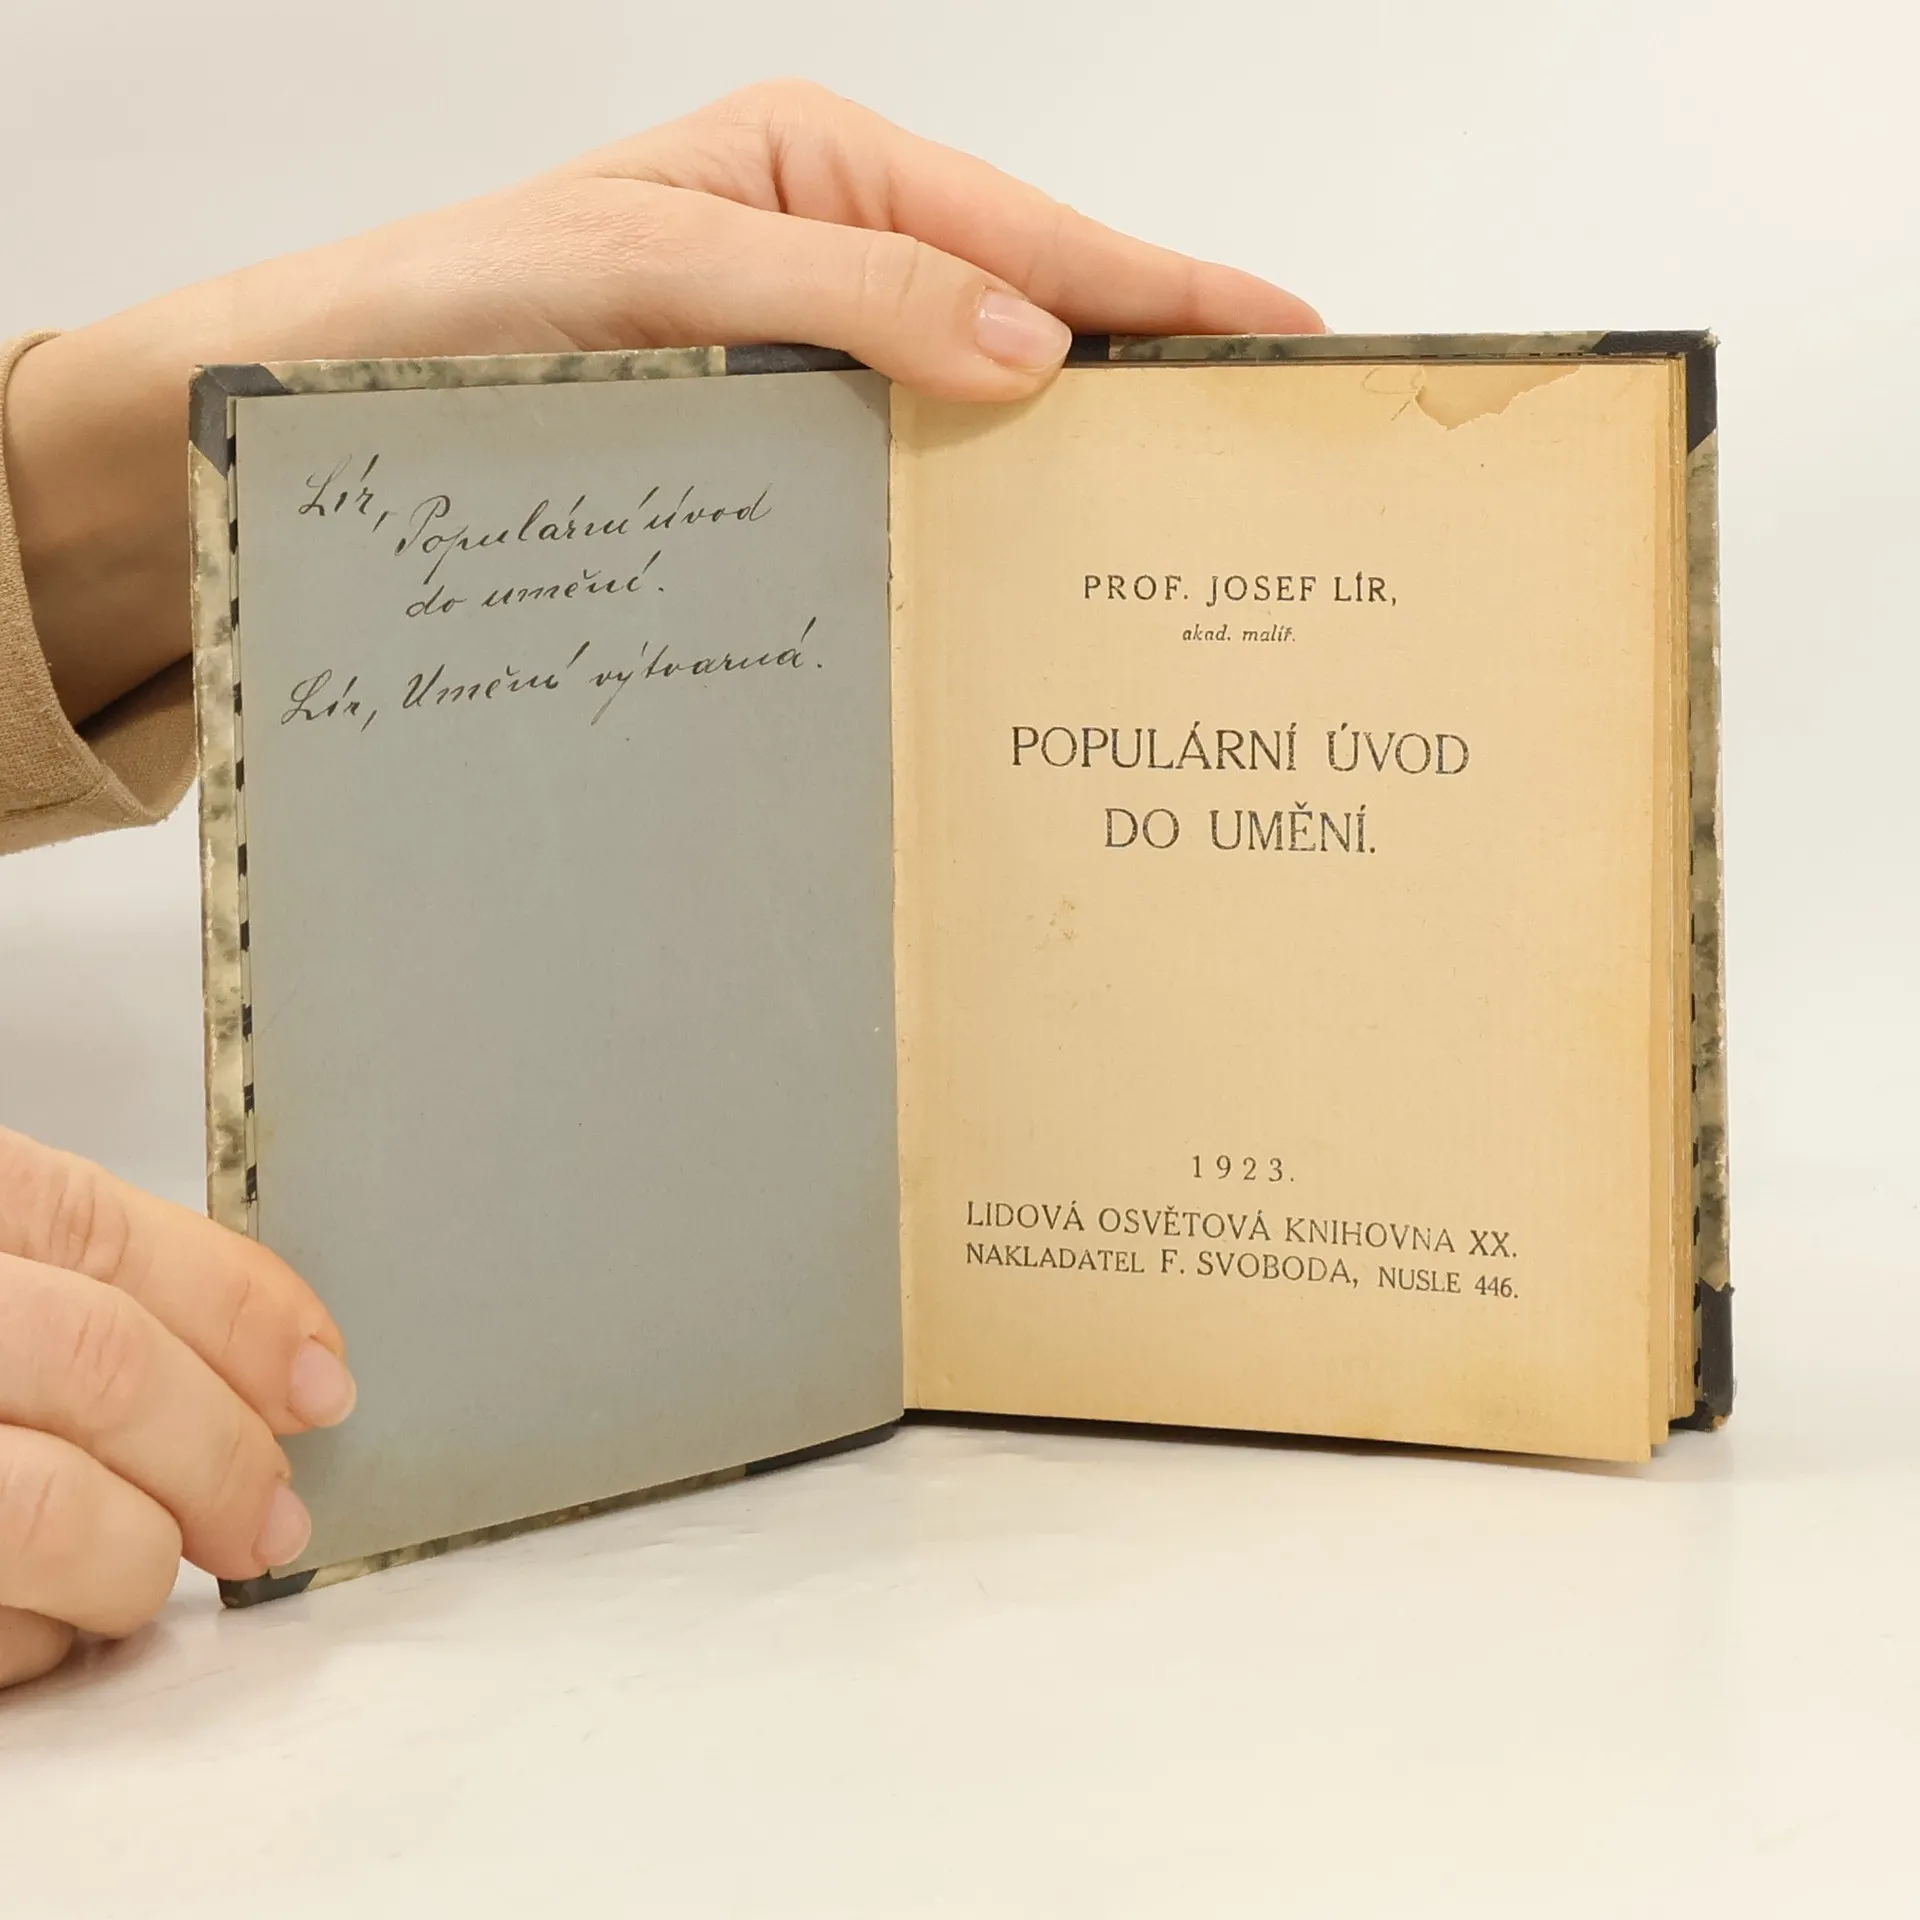 Lír,
Populární úvod
do umění.
Lír, Umění výtvarná.
PROF. JOSEF LÍR,
akad. malíř.
POPULÁRNÍ ÚVOD
DO UMĚNÍ.
1923.
LIDOVÁ OSVĚTOVÁ KNIHOVNA XX.
NAKLADATEL F. SVOBODA, NUSLE 446.